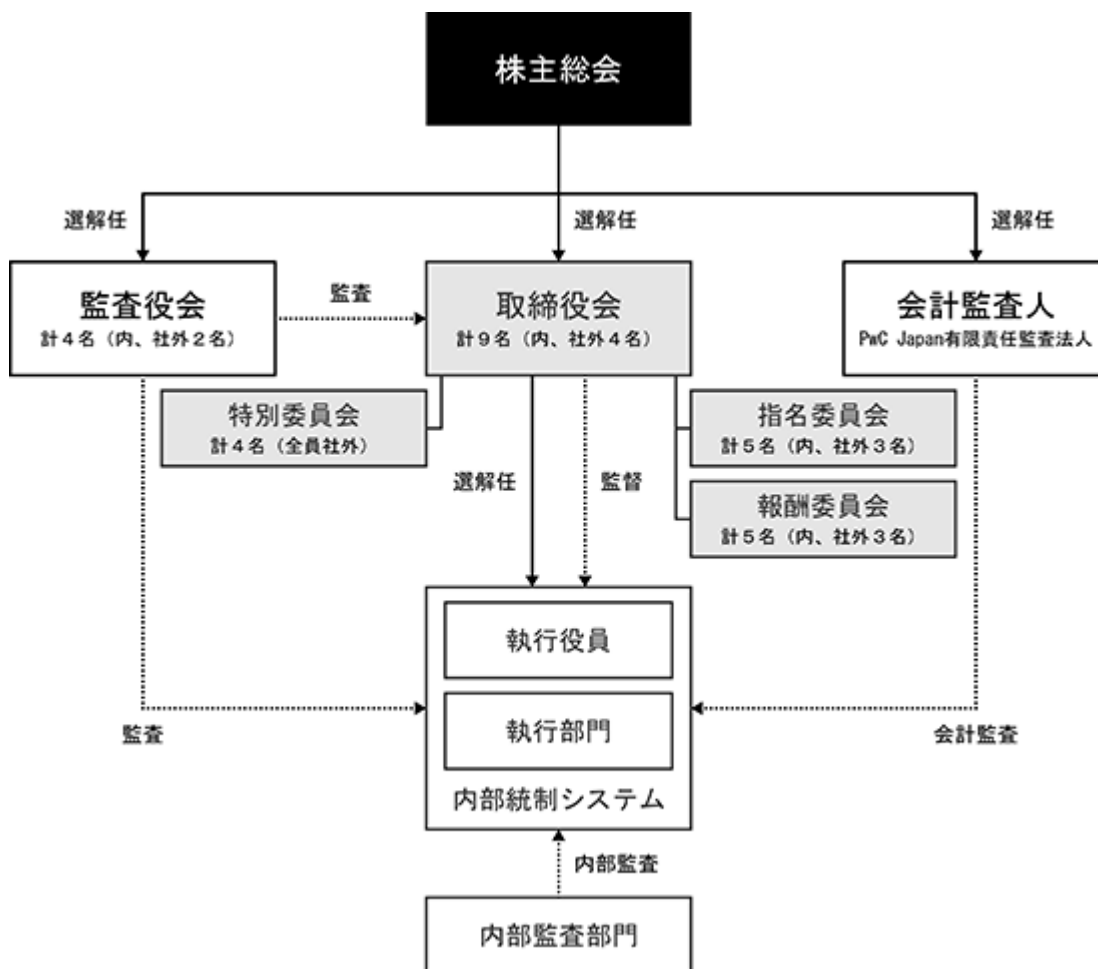 株主総会
選解任
選解任
選解任
監査役会
計４名（内、社外２名）
監査
取締役会
計９名（内、社外４名）
会計監査人
PwC Japan有限責任監査法人
特別委員会
計４名（全員社外）
指名委員会
計５名（内、社外３名）
選解任
監督
報酬委員会
計５名（内、社外３名）
執行役員
執行部門
監査
会計監査
内部統制システム
内部監査
内部監査部門